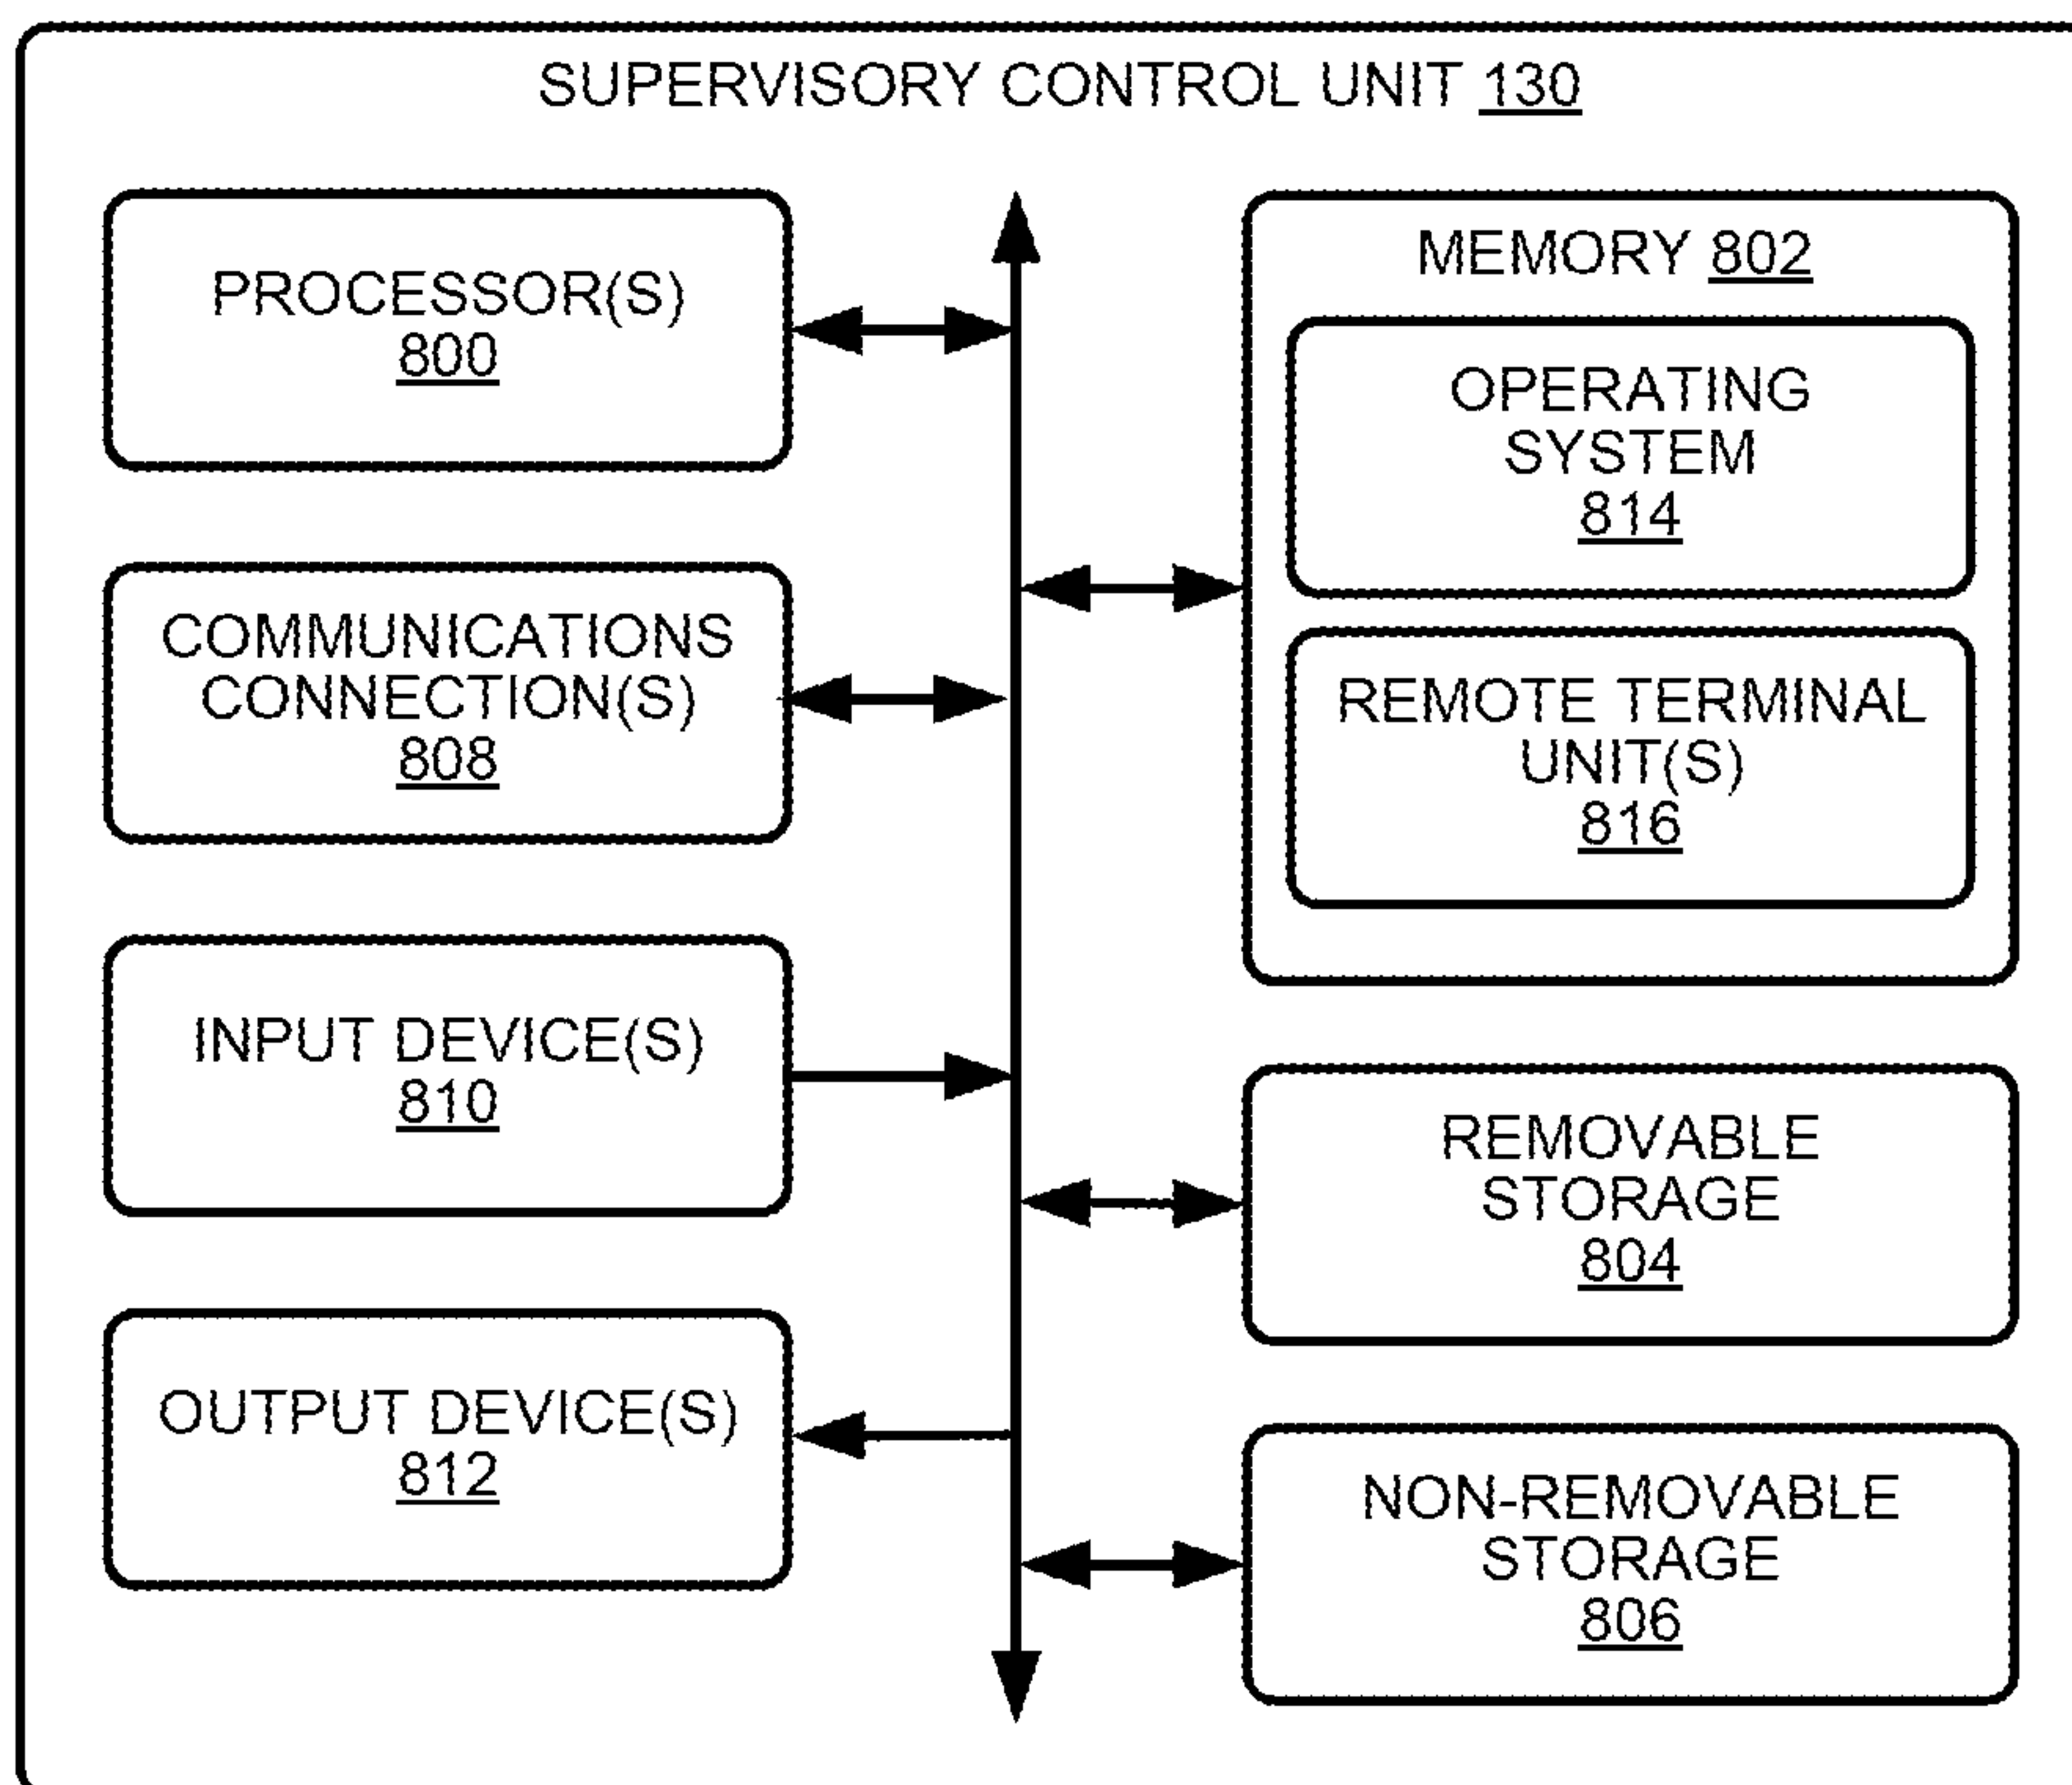 SUPERVISORY CONTROL UNIT 130
PROCESSOR(S)
800
COMMUNICATIONS
CONNECTION(S)
808
INPUT DEVICE(S)
810
OUTPUT DEVICE(S)
812
MEMORY 802
OPERATING
SYSTEM
814
REMOTE TERMINAL
UNIT(S)
816
REMOVABLE
STORAGE
804
NON-REMOVABLE
STORAGE
806